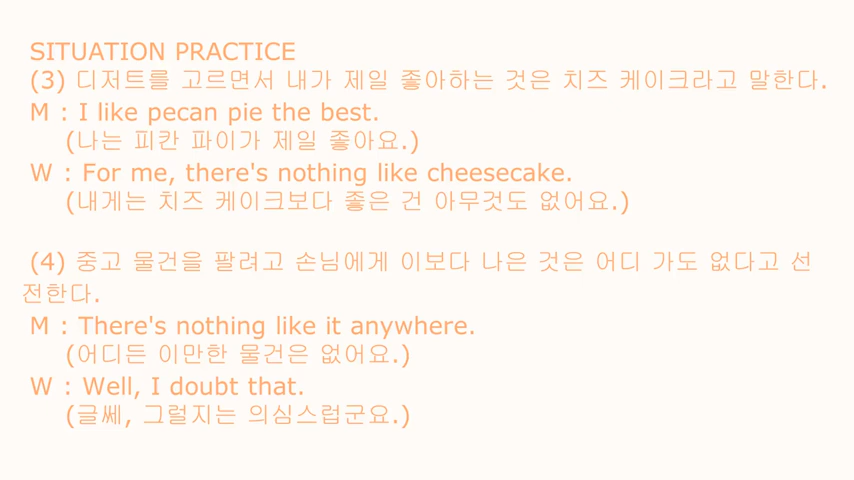 SITUATION PRACTICE
(3) 디저트를 고르면서 내가 제일 좋아하는 것은 치즈 케이크라고 말한다.
M : I like pecan pie the best.
(나는 피칸 파이가 제일 좋아요.)
W : For me, there's nothing like cheesecake.
(내게는 치즈 케이크보다 좋은 건 아무것도 없어요.)
(4) 중고 물건을 팔려고 손님에게 이보다 나은 것은 어디 가도 없다고 선
전한다.
M : There's nothing like it anywhere.
(어디든 이만한 물건은 없어요.)
W : Well, I doubt that.
(글쎄, 그럴지는 의심스럽군요.)